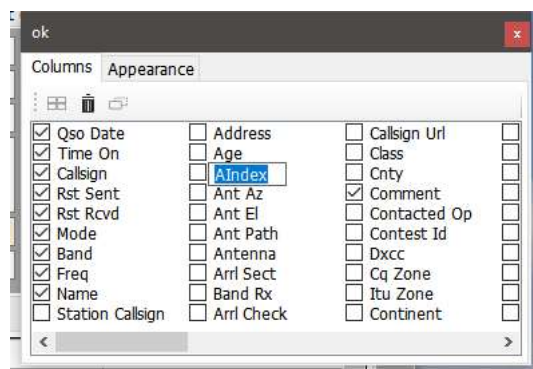 ok
x
Columns Appearance
Qso Date Address Callsign Url
Time On Age Class
Callsign AIndex Cnty
Rst Sent Ant Az Comment
Rst Rcvd Ant El Contacted Op
Mode Ant Path Contest Id
Band Antenna Dxcc
Freq Arrl Sect Cq Zone
Name Band Rx Itu Zone
Station Callsign Arrl Check Continent